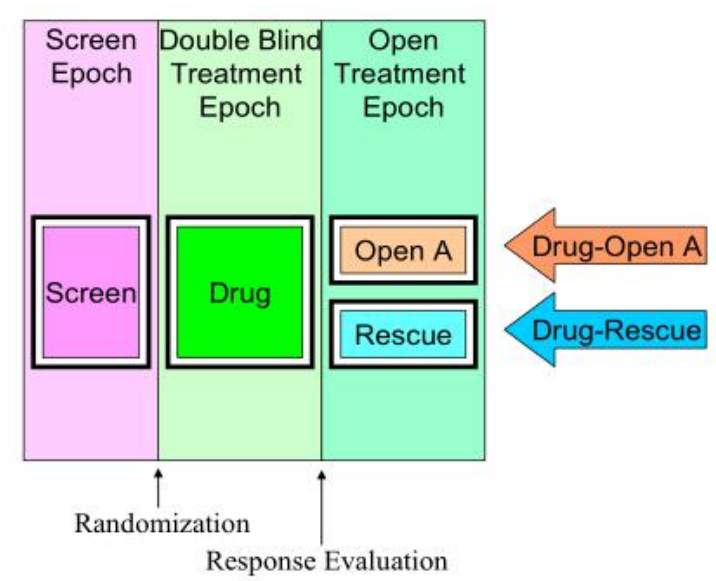 Screen
Epoch
Double Blind
Treatment
Epoch
Open
Treatment
Epoch
Screen
Drug
Open A
Rescue
Drug-Open A
Drug-Rescue
Randomization
Response Evaluation